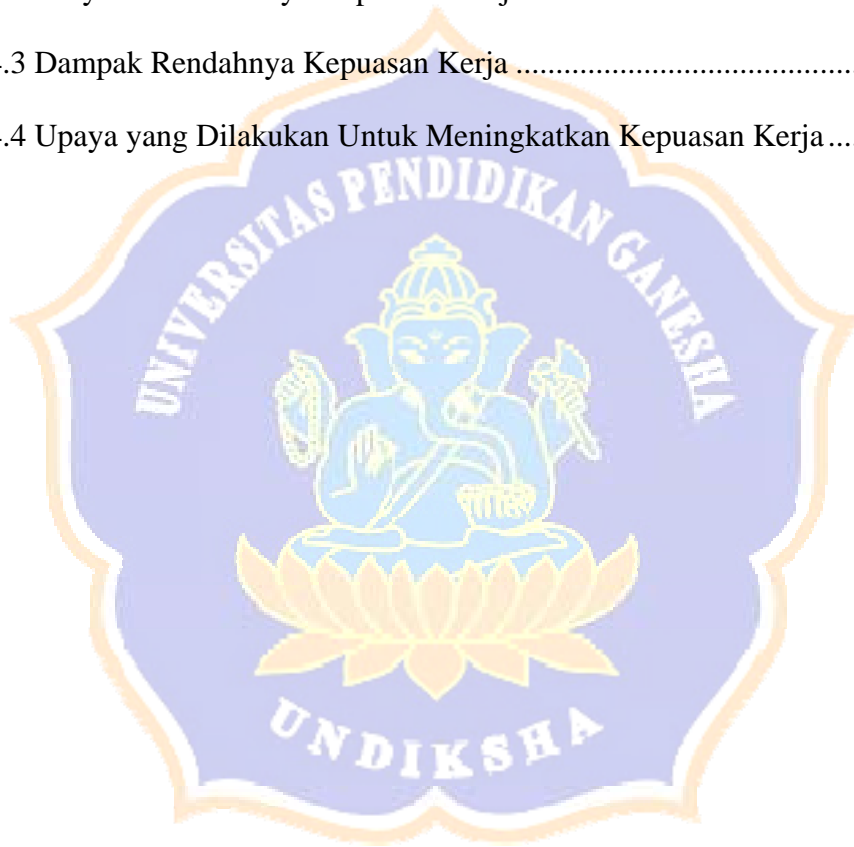 .3 Dampak Rendahnya Kepuasan Kerja ....................................
.4 Upaya yang Dilakukan Untuk Meningkatkan Kepuasan Kerja ...
UNIVERSITAS PENDIDIKAN GANESHA
UNDIKSHA